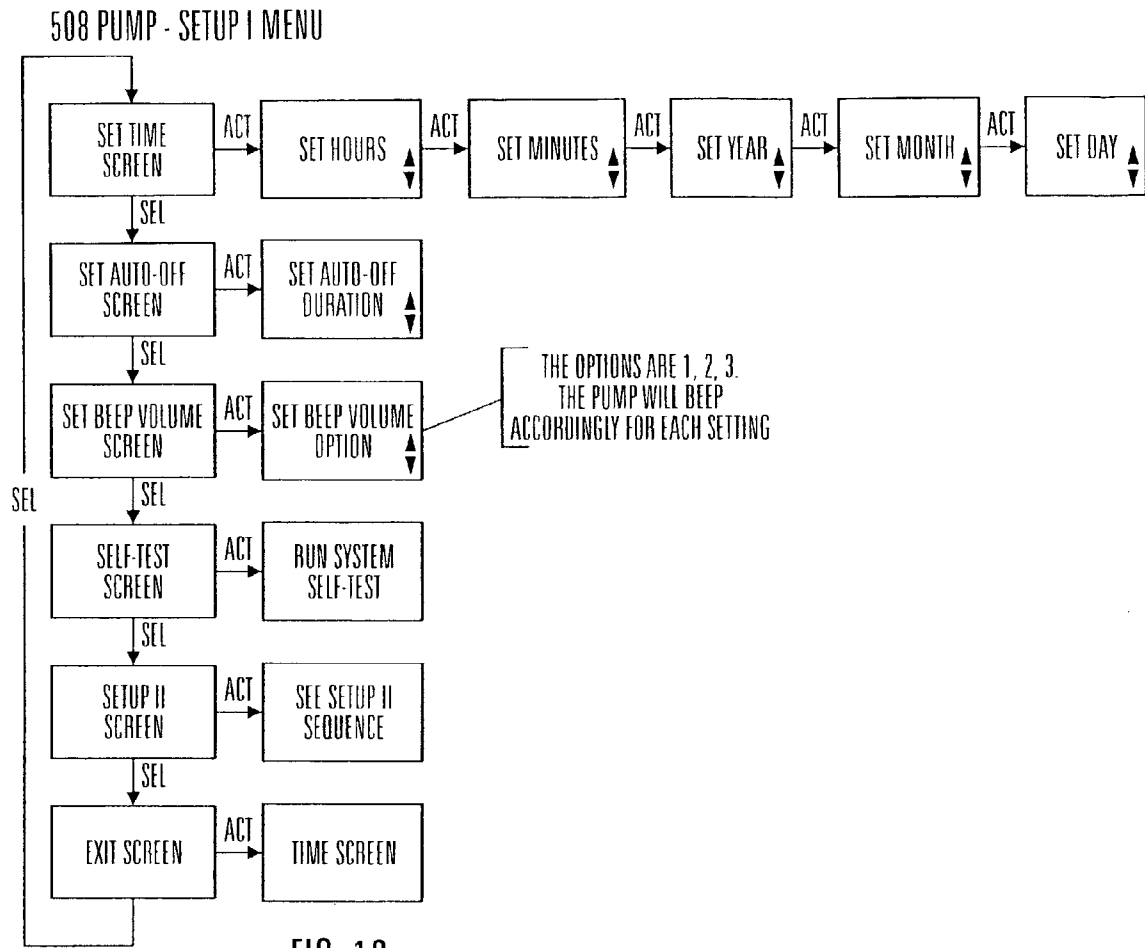 508 PUMP - SETUP I MENU
SET TIME
SCREEN
ACT
SET HOURS
ACT
SET MINUTES
ACT
SET YEAR
ACT
SET MONTH
ACT
SET DAY
SEL
SET AUTO-OFF
SCREEN
ACT
SET AUTO-OFF
DURATION
SEL
SET BEEP VOLUME
SCREEN
ACT
SET BEEP VOLUME
OPTION
THE OPTIONS ARE 1, 2, 3.
THE PUMP WILL BEEP
ACCORDINGLY FOR EACH SETTING
SEL
SEL
SELF-TEST
SCREEN
ACT
RUN SYSTEM
SELF-TEST
SEL
SETUP II
SCREEN
ACT
SEE SETUP II
SEQUENCE
SEL
EXIT SCREEN
ACT
TIME SCREEN